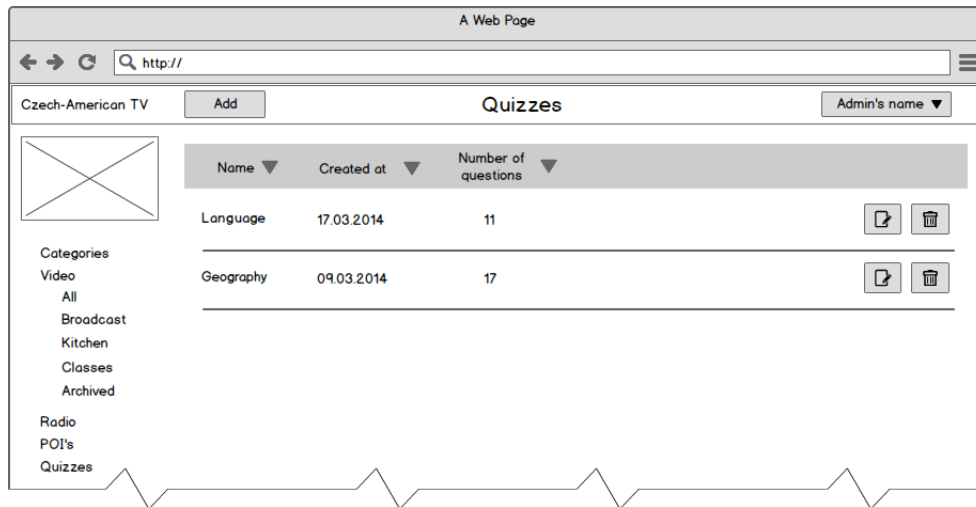 A Web Page
http://
Czech-American TV
Add
Quizzes
Admin's name
Name
Created at
Number of
questions
Language 17.03.2014 11
Geography 09.03.2014 17
Categories
Video
All
Broadcast
Kitchen
Classes
Archived
Radio
POI's
Quizzes